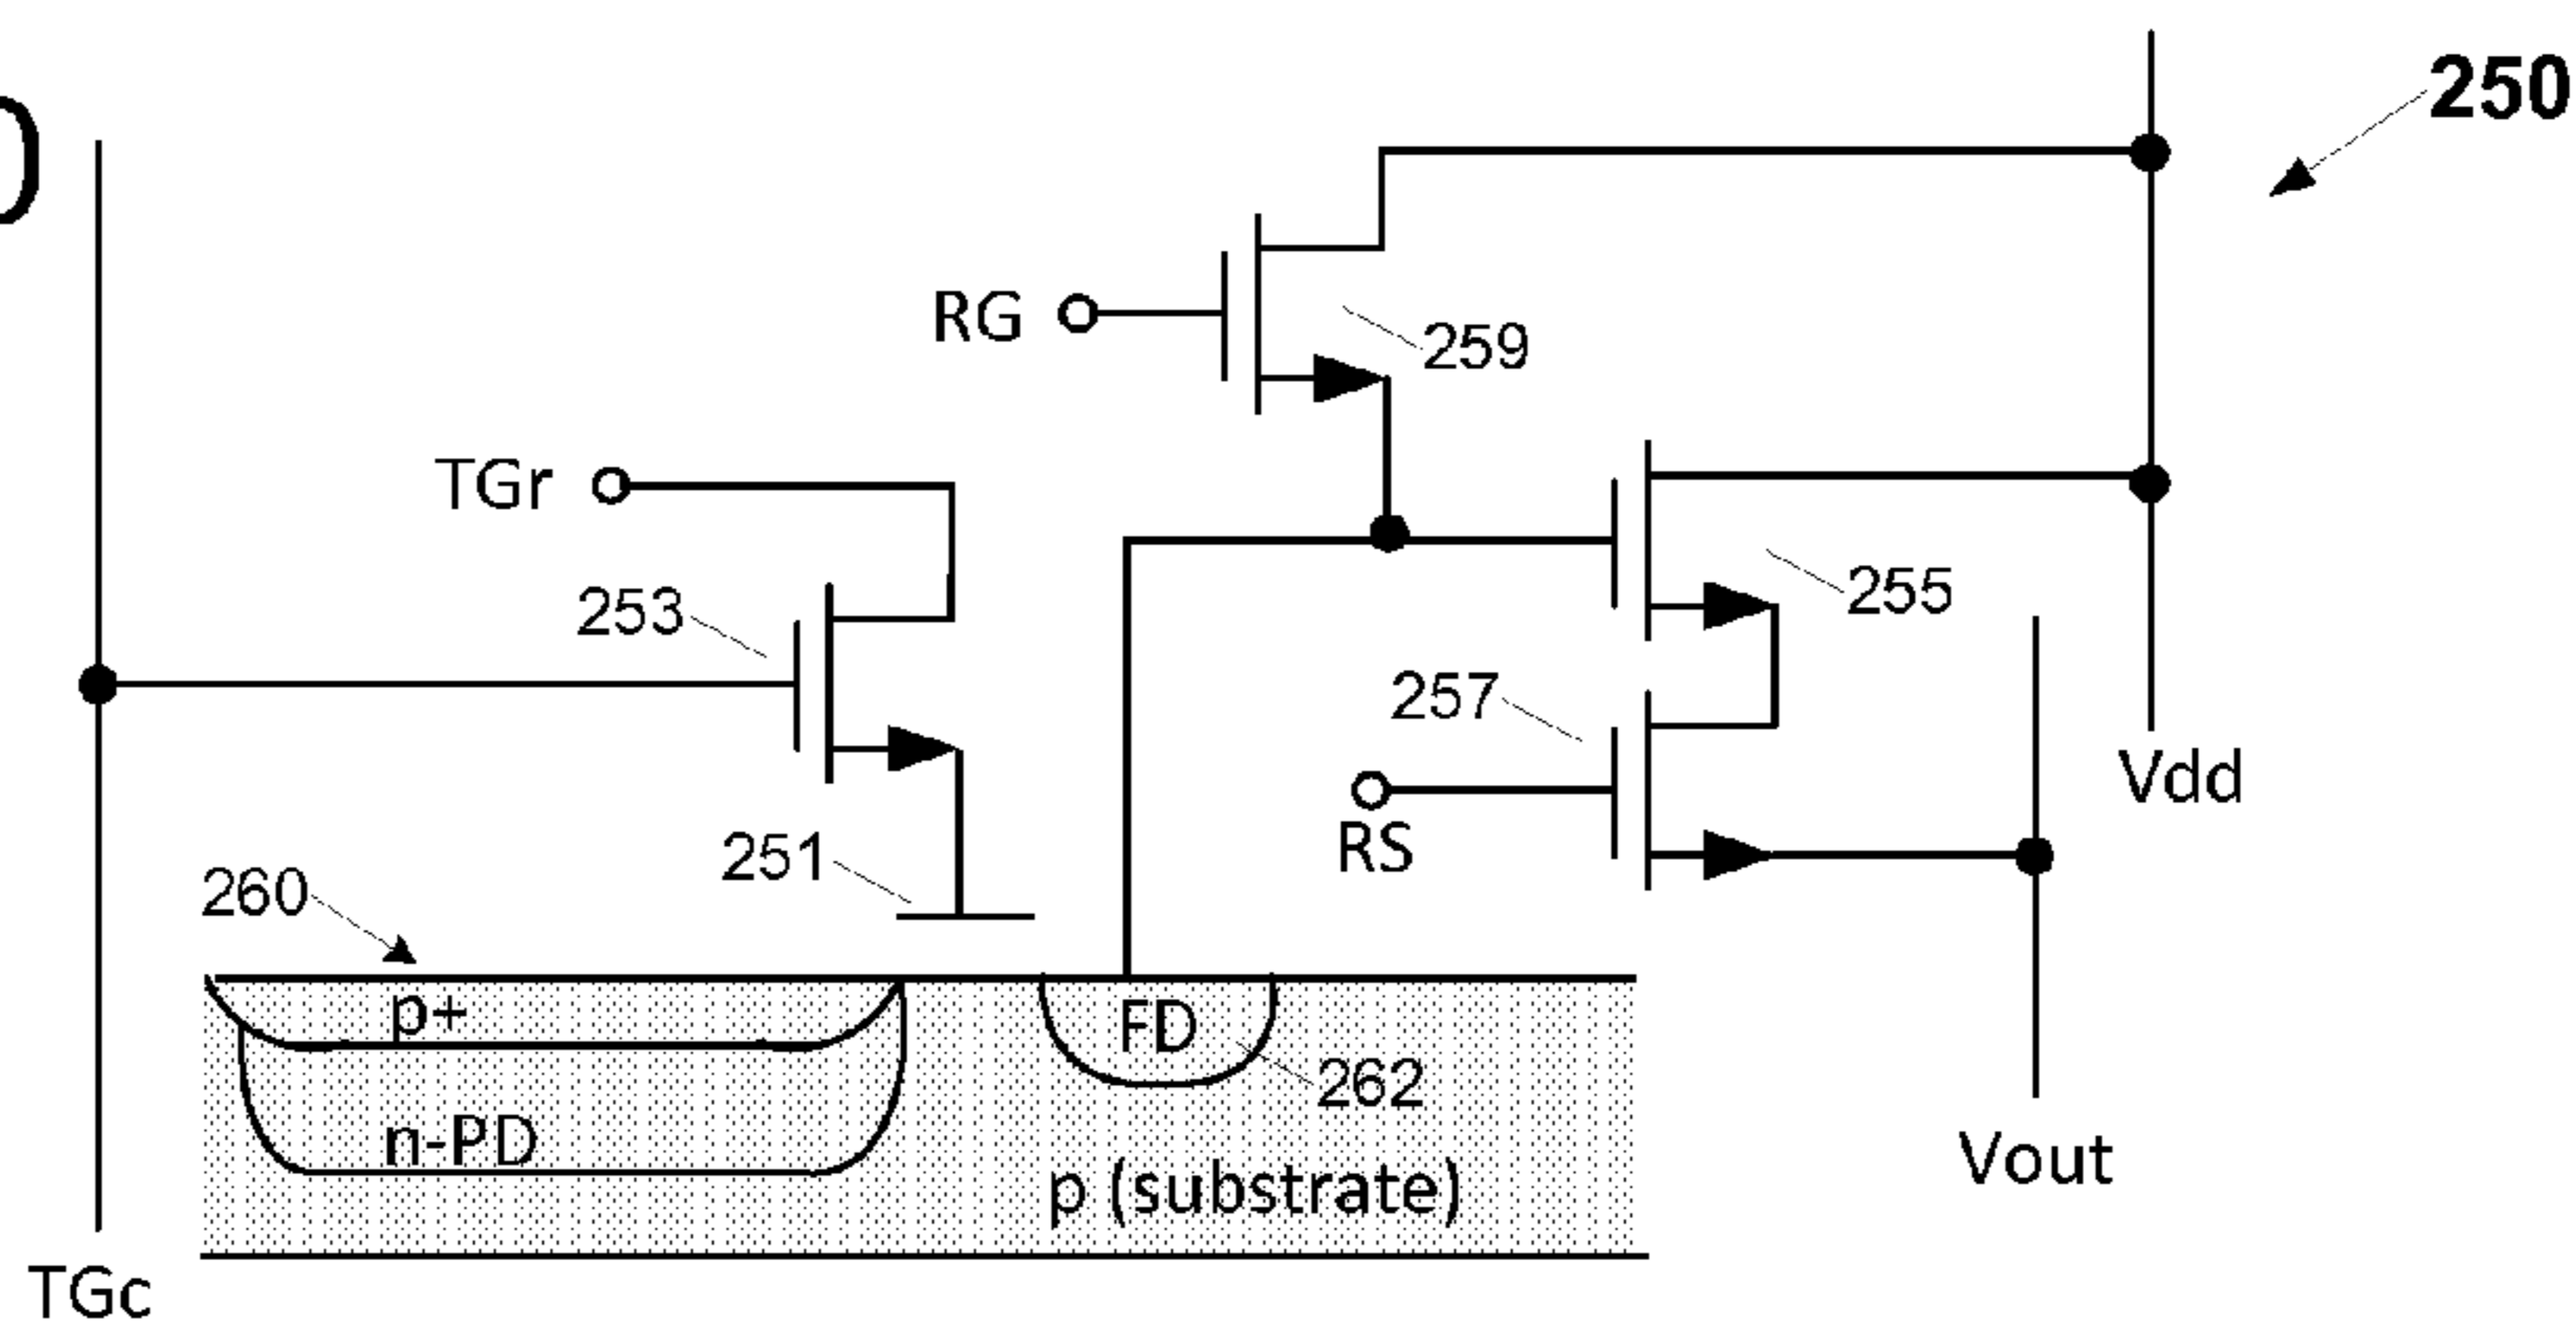 250
RG
259
TGr
253
255
257
Vdd
RS
251
260
p+
FD
262
n-PD
Vout
p (substrate)
TGc